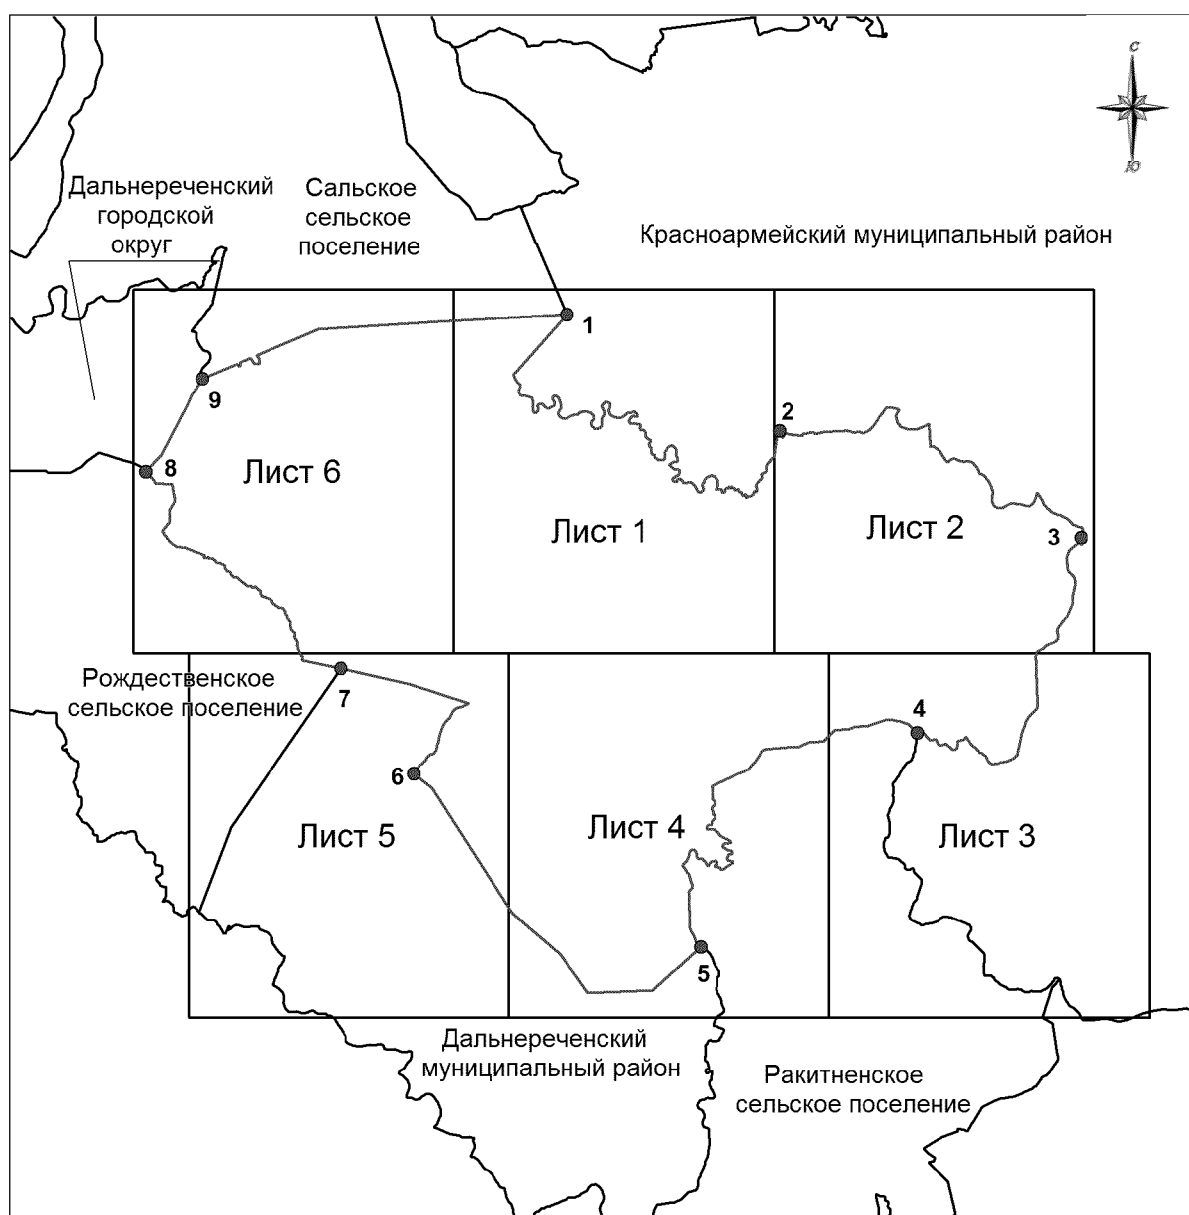 С
Ю
Дальнереченский
городской
округ
Сальское
сельское
поселение
Красноармейский муниципальный район
1
2
3
9
8
Лист 6
Лист 1
Лист 2
Рождественское
сельское поселение
7
4
6
5
Лист 5
Лист 4
Лист 3
Дальнереченский
муниципальный район
Ракитненское
сельское поселение